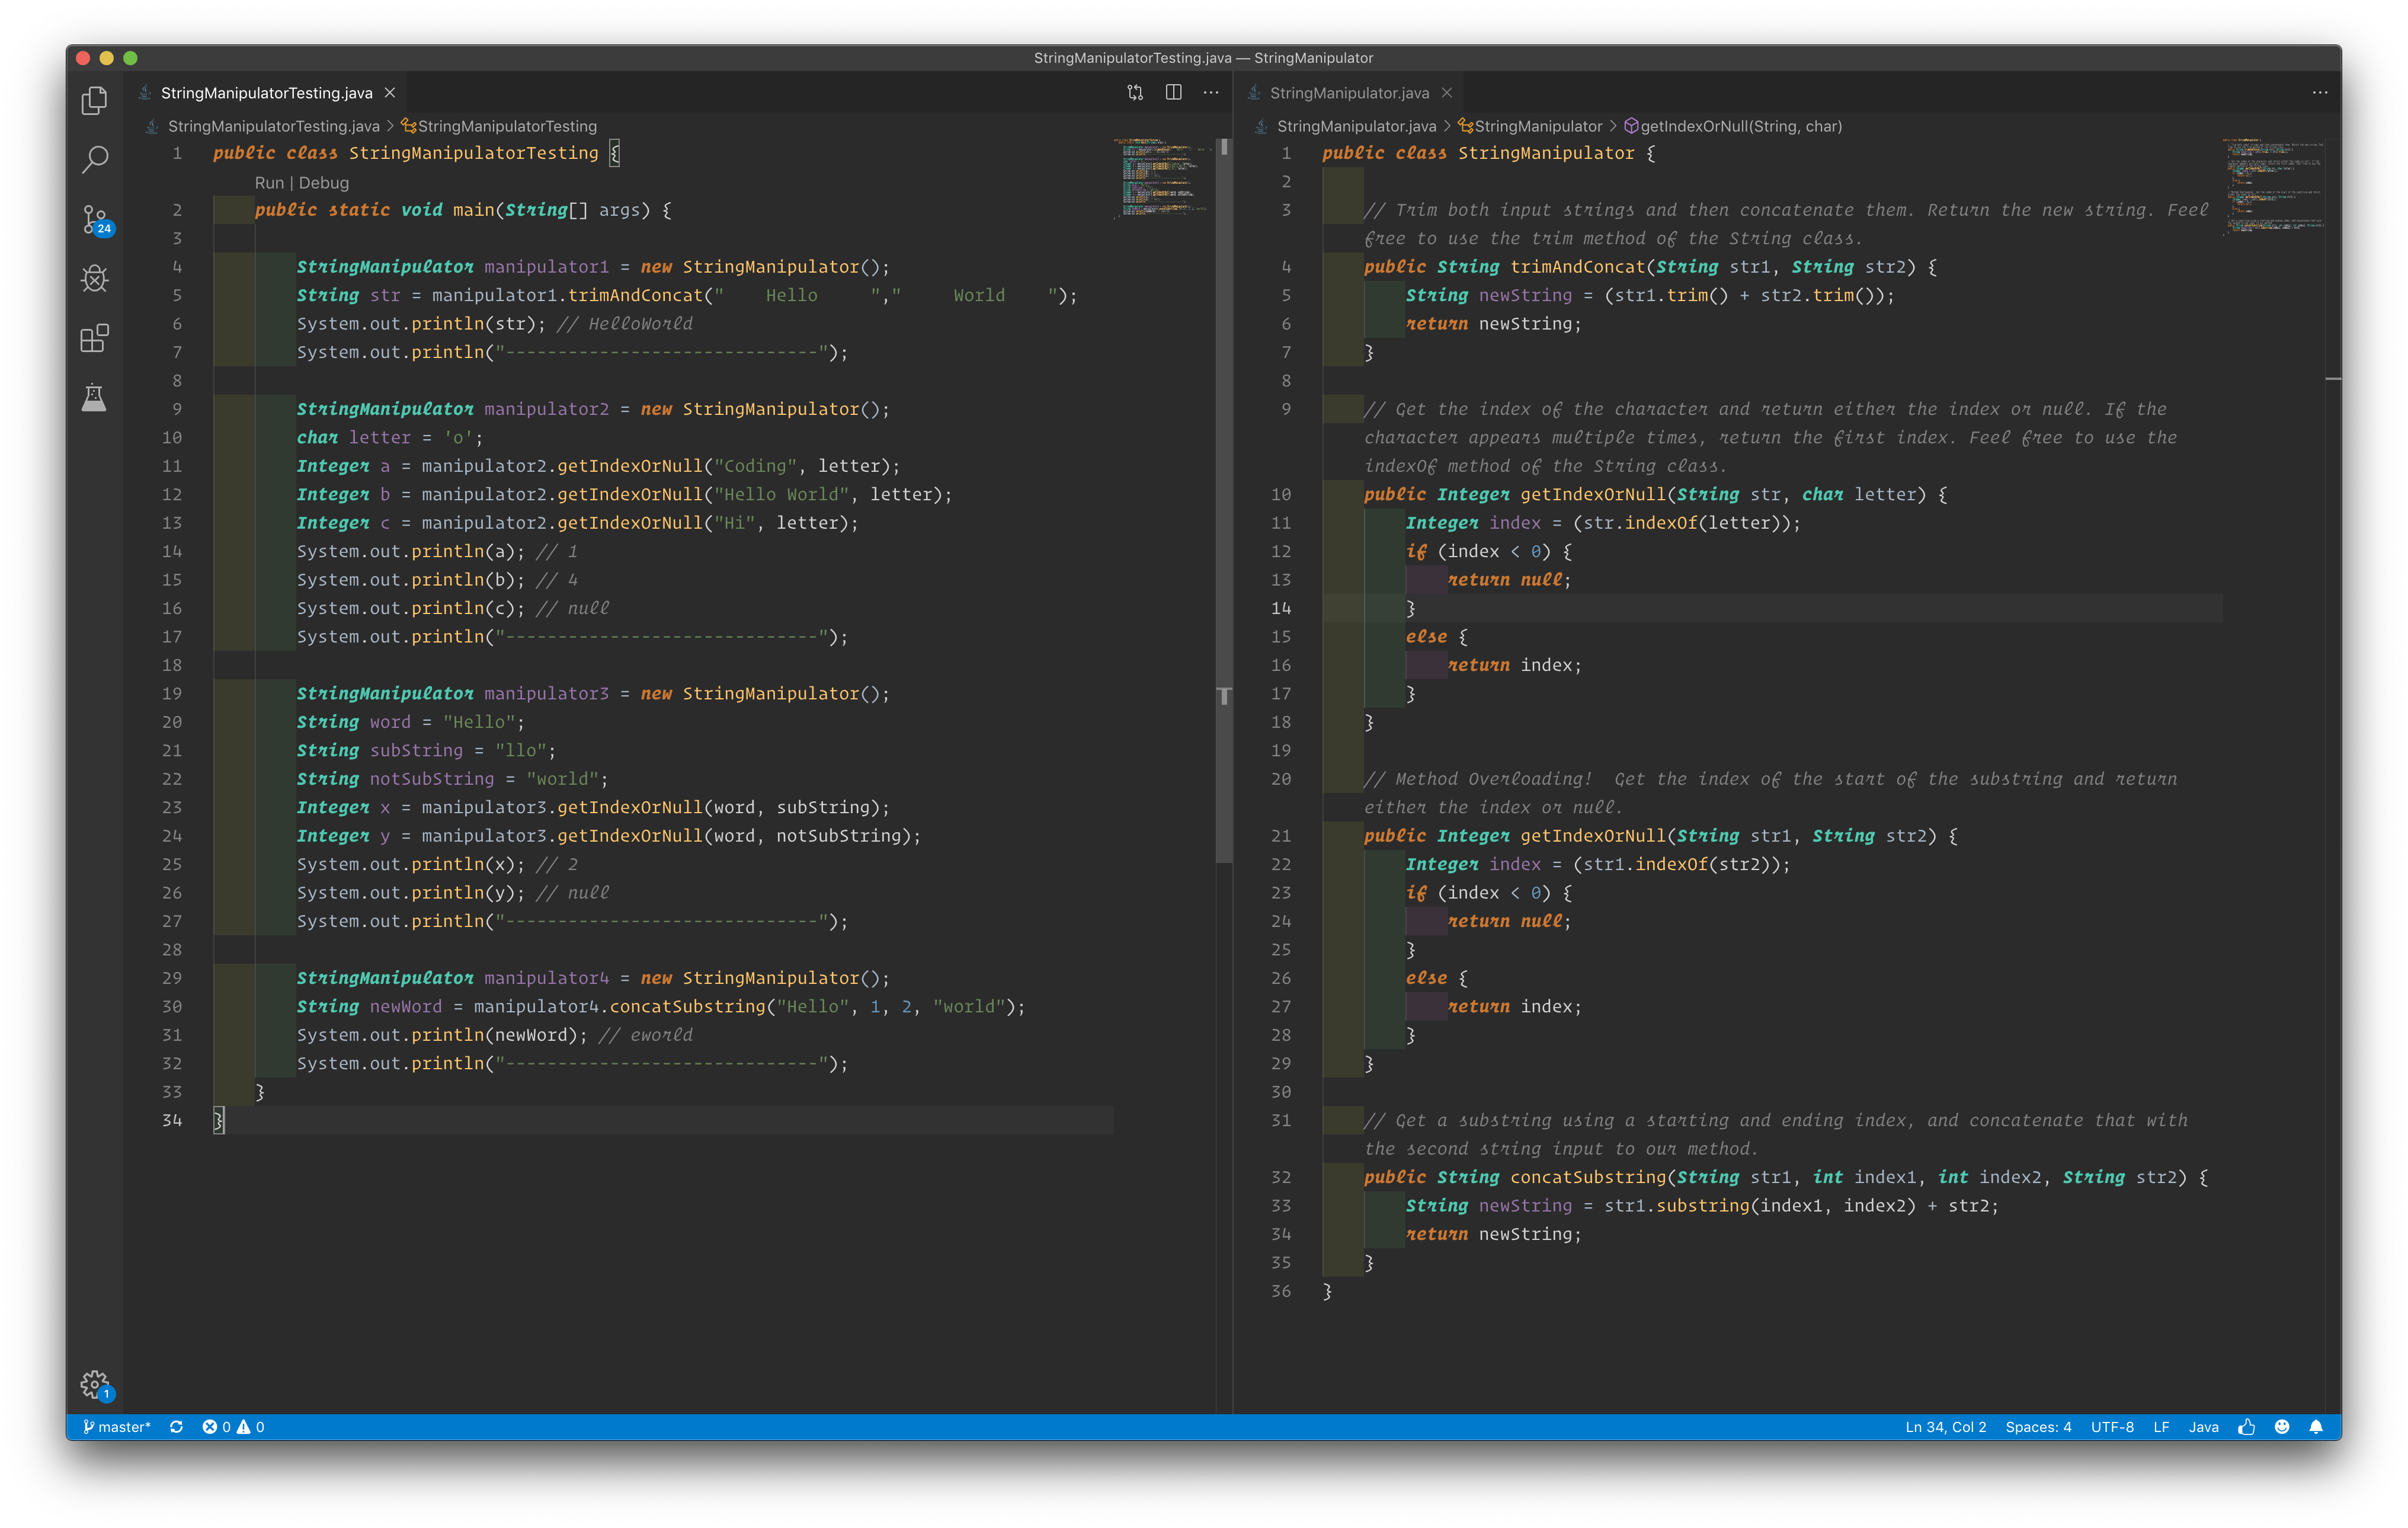 StringManipulatorTesting.java — StringManipulator
StringManipulatorTesting.java
StringManipulatorTesting.java > StringManipulatorTesting
24
1 public class StringManipulatorTesting {
Run | Debug
2 public static void main(String[] args) {
3
4 StringManipulator manipulator1 = new StringManipulator();
5 String str = manipulator1.trimAndConcat("    Hello     ","     World    ");
6 System.out.println(str); // HelloWorld
7 System.out.println("------------------------------");
8
9 StringManipulator manipulator2 = new StringManipulator();
10 char letter = 'o';
11 Integer a = manipulator2.getIndexOrNull("Coding", letter);
12 Integer b = manipulator2.getIndexOrNull("Hello World", letter);
13 Integer c = manipulator2.getIndexOrNull("Hi", letter);
14 System.out.println(a); // 1
15 System.out.println(b); // 4
16 System.out.println(c); // null
17 System.out.println("------------------------------");
18
19 StringManipulator manipulator3 = new StringManipulator();
20 String word = "Hello";
21 String subString = "llo";
22 String notSubString = "world";
23 Integer x = manipulator3.getIndexOrNull(word, subString);
24 Integer y = manipulator3.getIndexOrNull(word, notSubString);
25 System.out.println(x); // 2
26 System.out.println(y); // null
27 System.out.println("------------------------------");
28
29 StringManipulator manipulator4 = new StringManipulator();
30 String newWord = manipulator4.concatSubstring("Hello", 1, 2, "world");
31 System.out.println(newWord); // eworld
32 System.out.println("------------------------------");
33 }
34 }
StringManipulator.java
StringManipulator.java > StringManipulator > getIndexOrNull(String, char)
1 public class StringManipulator {
2
3 // Trim both input strings and then concatenate them. Return the new string. Feel
free to use the trim method of the String class.
4 public String trimAndConcat(String str1, String str2) {
5 String newString = (str1.trim() + str2.trim());
6 return newString;
7 }
8
9 // Get the index of the character and return either the index or null. If the
character appears multiple times, return the first index. Feel free to use the
indexOf method of the String class.
10 public Integer getIndexOrNull(String str, char letter) {
11 Integer index = (str.indexOf(letter));
12 if (index < 0) {
13 return null;
14 }
15 else {
16 return index;
17 }
18 }
19
20 // Method Overloading!  Get the index of the start of the substring and return
either the index or null.
21 public Integer getIndexOrNull(String str1, String str2) {
22 Integer index = (str1.indexOf(str2));
23 if (index < 0) {
24 return null;
25 }
26 else {
27 return index;
28 }
29 }
30
31 // Get a substring using a starting and ending index, and concatenate that with
the second string input to our method.
32 public String concatSubstring(String str1, int index1, int index2, String str2) {
33 String newString = str1.substring(index1, index2) + str2;
34 return newString;
35 }
36 }
1
master* 0 0 Ln 34, Col 2 Spaces: 4 UTF-8 LF Java